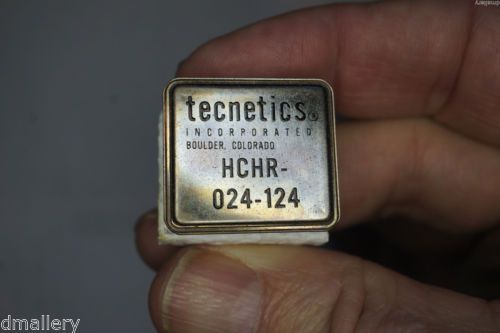 tecnetics®
INCORPORATED
BOULDER, COLORADO
HCHR-
024-124
© dmallery